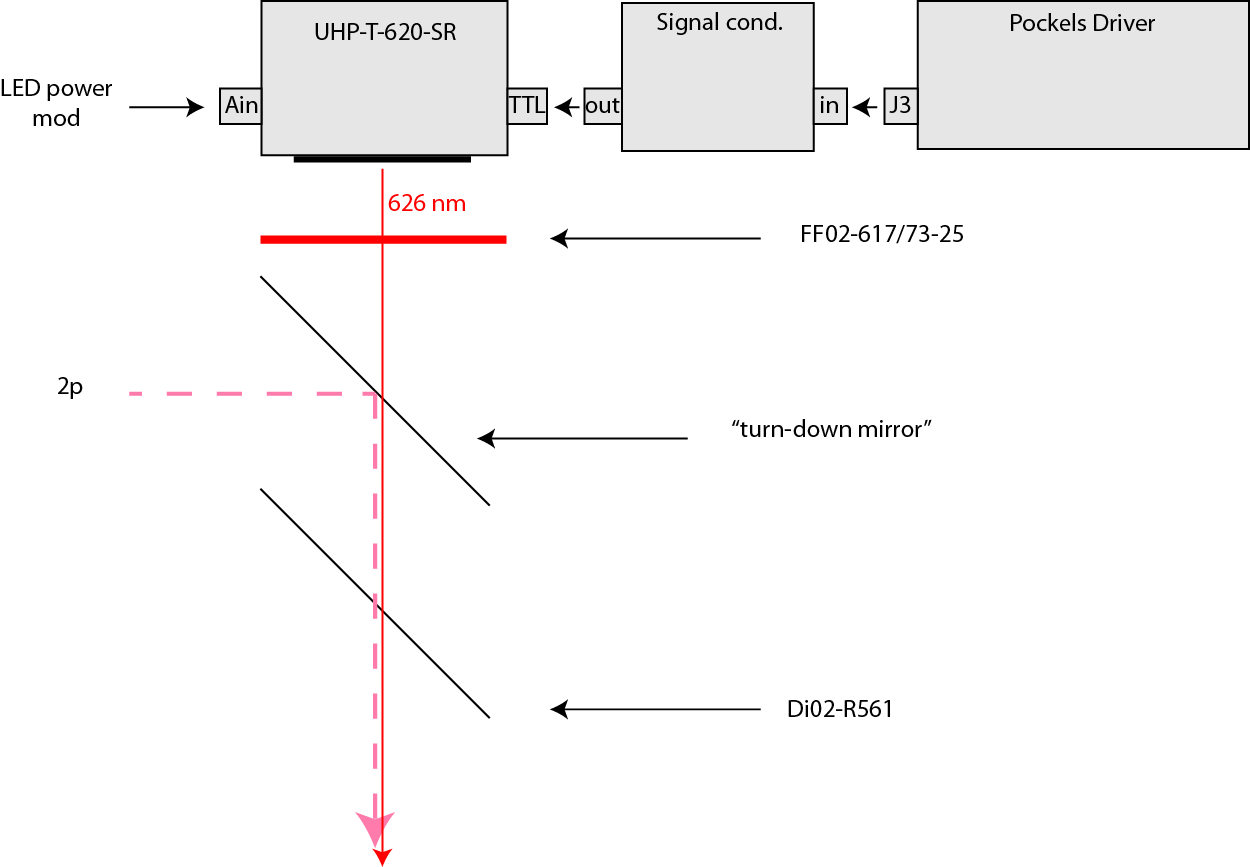 UHP-T-620-SR
Signal cond.
Pockels Driver
LED power
mod
Ain
TTL
out
in
J3
626 nm
FF02-617/73-25
2p
“turn-down mirror”
Di02-R561